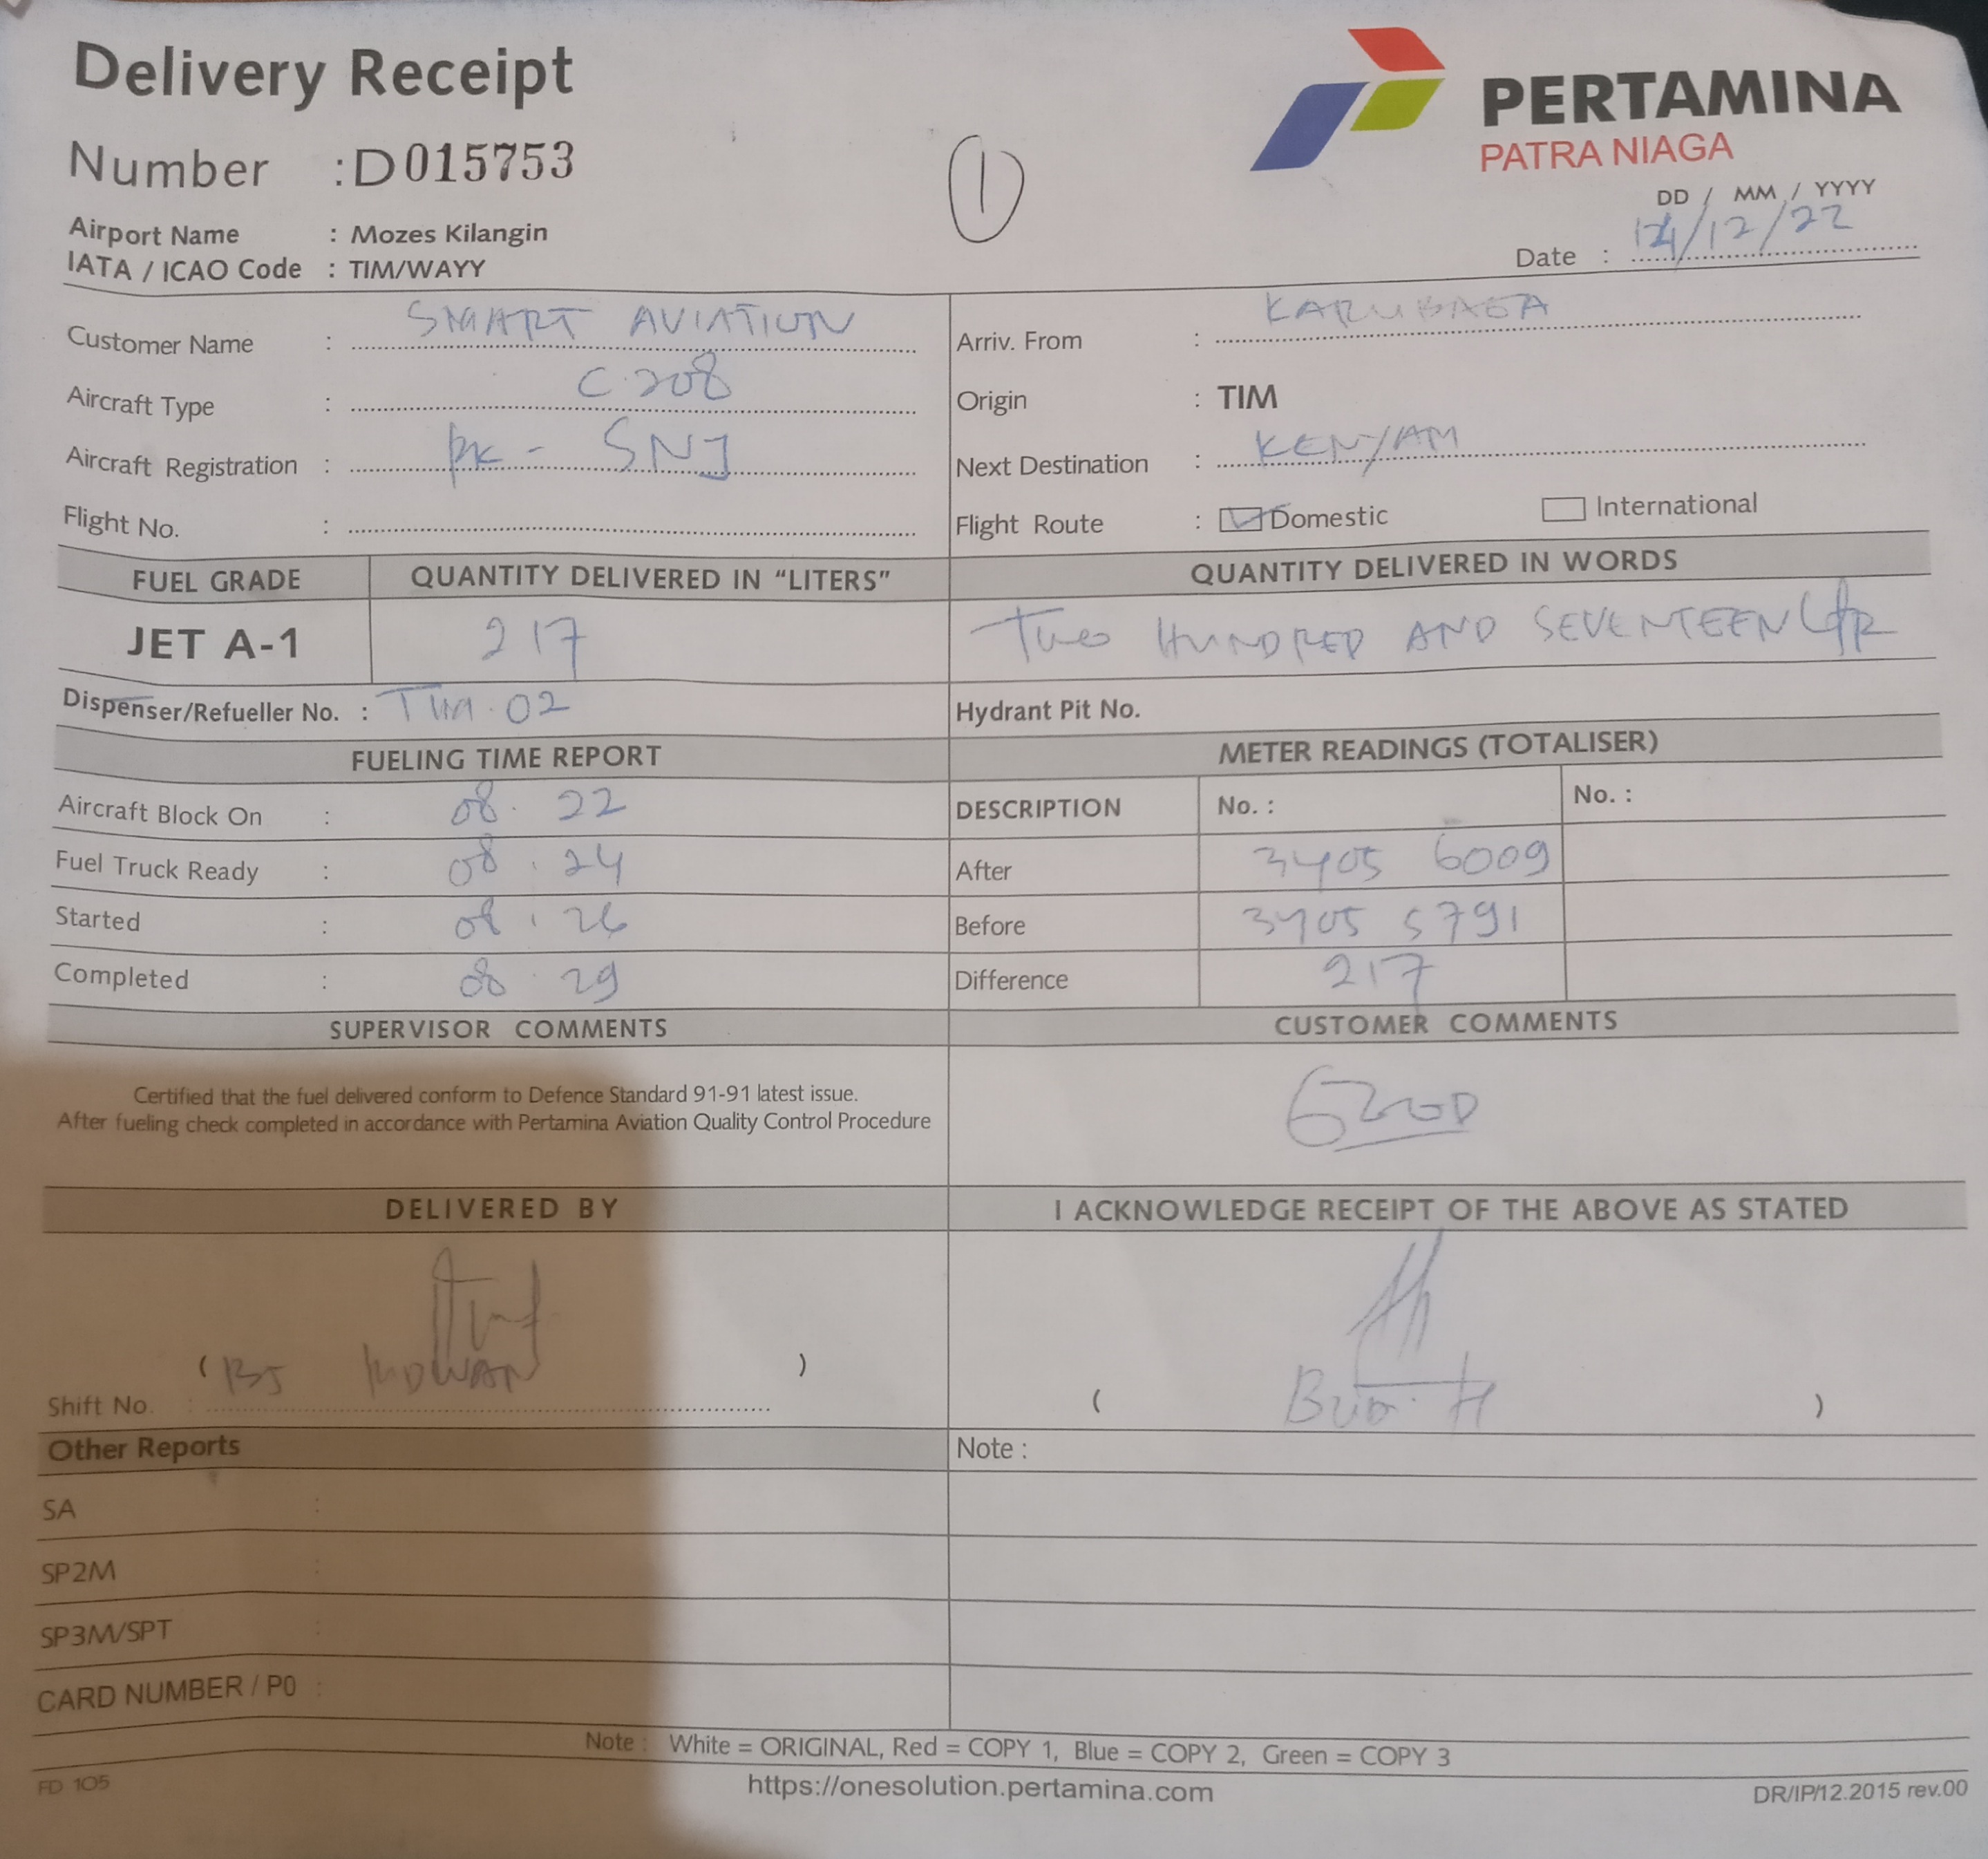 Delivery Receipt
PERTAMINA
PATRA NIAGA
Number : D 015753
1
DD / MM / YYYY
Airport Name : Mozes Kilangin
IATA / ICAO Code : TIM/WAYY
Date : /12/22
Customer Name : SMART AVIATION
Arriv. From : KARUBAGA
Aircraft Type : C 208
Origin : TIM
Aircraft Registration : PK - SNJ
Next Destination : KENYAM
Flight No. :
Flight Route : Domestic International
FUEL GRADE QUANTITY DELIVERED IN "LITERS" QUANTITY DELIVERED IN WORDS
JET A-1 217 TWO HUNDRED AND SEVENTEEN LTR
Dispenser/Refueller No. : TIM. 02 Hydrant Pit No.
FUELING TIME REPORT METER READINGS (TOTALISER)
Aircraft Block On : 08. 22 DESCRIPTION No. : No. :
Fuel Truck Ready : 08. 24 After 3405 6009
Started : 08. 26 Before 3405 5791
Completed : 08. 29 Difference 217
SUPERVISOR COMMENTS CUSTOMER COMMENTS
Certified that the fuel delivered conform to Defence Standard 91-91 latest issue.
After fueling check completed in accordance with Pertamina Aviation Quality Control Procedure
GOOD
DELIVERED BY I ACKNOWLEDGE RECEIPT OF THE ABOVE AS STATED
( )
Shift No. :
( )
Other Reports Note :
SA :
SP2M :
SP3M/SPT :
CARD NUMBER / P0 :
Note : White = ORIGINAL, Red = COPY 1, Blue = COPY 2, Green = COPY 3
FD 105 https://onesolution.pertamina.com DR/IP/12.2015 rev.00